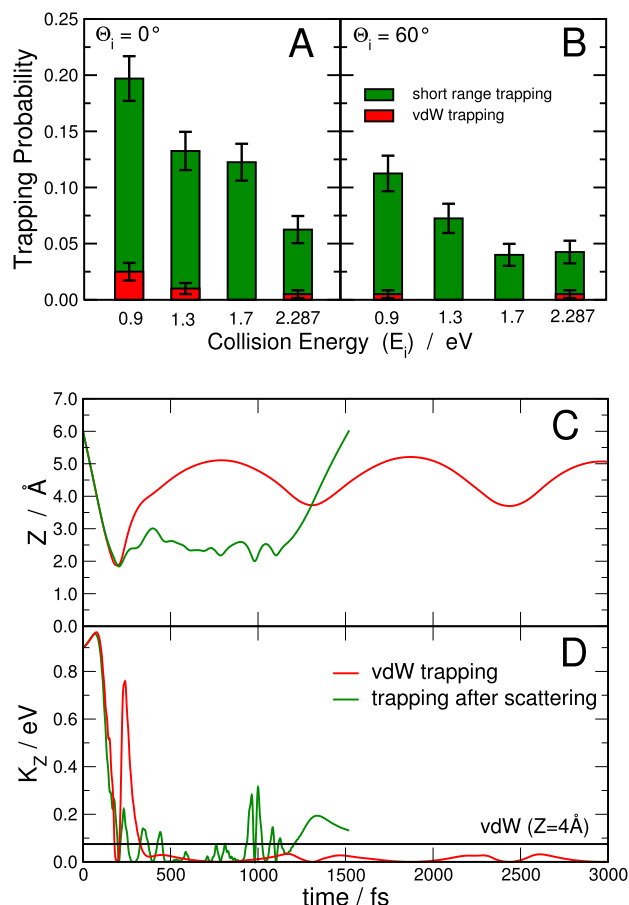 Θi = 0°
A
Θi = 60°
B
short range trapping
vdW trapping
Trapping Probability
0.25
0.20
0.15
0.10
0.05
0.00
0.9 1.3 1.7 2.287 0.9 1.3 1.7 2.287
Collision Energy (Ei) / eV
C
Z / Å
7.0
6.0
5.0
4.0
3.0
2.0
1.0
0.0
D
vdW trapping
trapping after scattering
vdW (Z=4Å)
KZ / eV
0.8
0.6
0.4
0.2
0.0
0 500 1000 1500 2000 2500 3000
time / fs